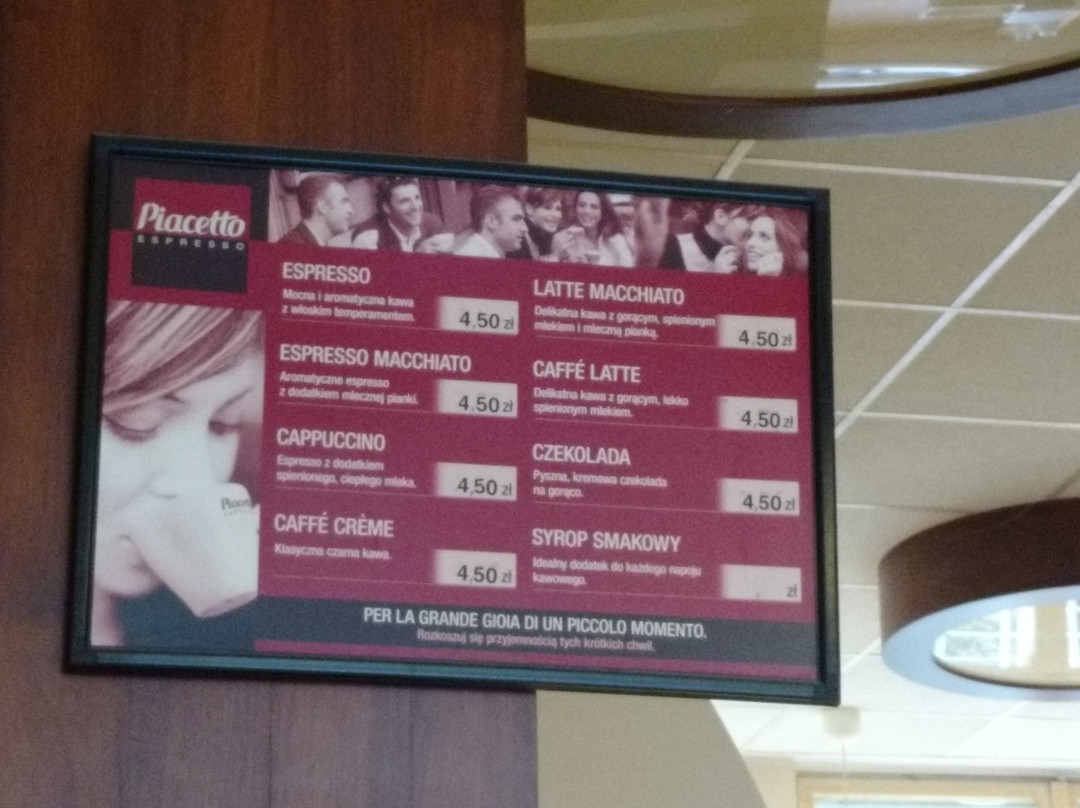 Piacetto
ESPRESSO
ESPRESSO
Mocna i aromatyczna kawa
z włoskim temperamentem.
4.50 zł
ESPRESSO MACCHIATO
Aromatyczne espresso
z dodatkiem mlecznej pianki.
4.50 zł
CAPPUCCINO
Espresso z dodatkiem
spienionego, ciepłego mleka.
4,50 zł
CAFFÉ CRÈME
Klasyczna czarna kawa.
4.50 zł
LATTE MACCHIATO
Delikatna kawa z gorącym, spienionym
mlekiem i mleczną pianką.
4.50 zł
CAFFÉ LATTE
Delikatna kawa z gorącym, lekko
spienionym mlekiem.
4.50 zł
CZEKOLADA
Pyszna, kremowa czekolada
na gorąco.
4.50 zł
SYROP SMAKOWY
Idealny dodatek do każdego napoju
kawowego.
. zł
PER LA GRANDE GIOIA DI UN PICCOLO MOMENTO.
Rozkoszuj się przyjemnością tych krótkich chwil.